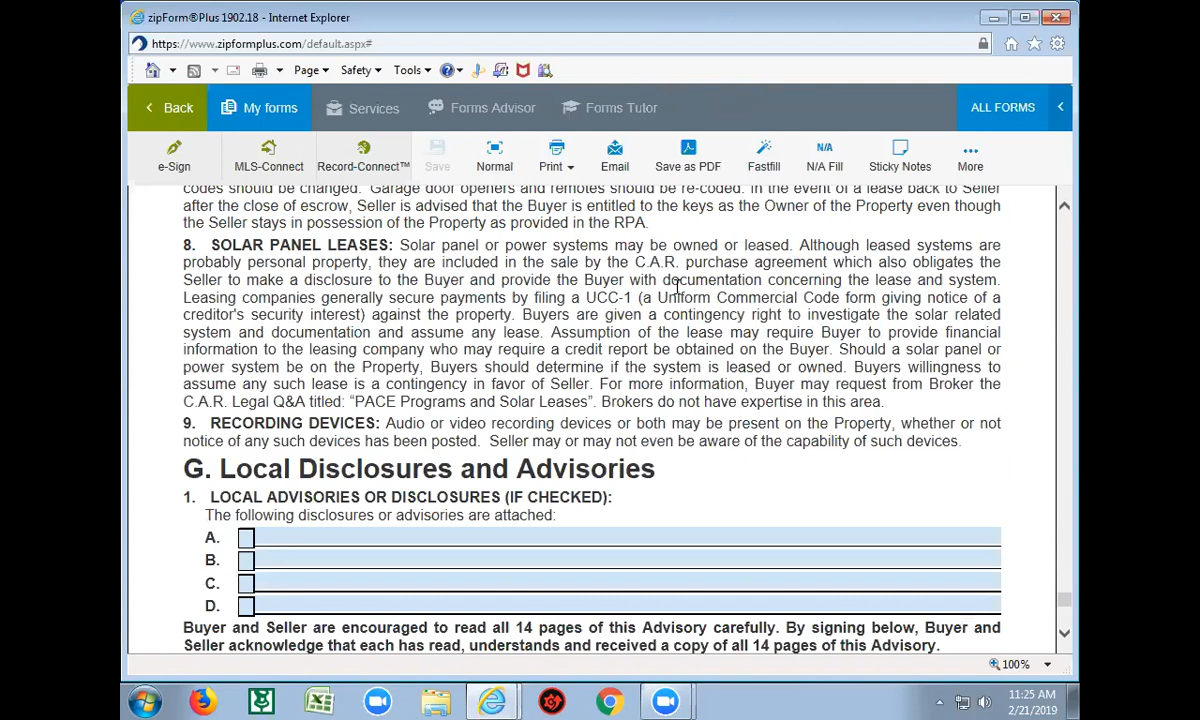 zipForm®Plus 1902.18 - Internet Explorer
https://www.zipformplus.com/default.aspx#
Page Safety Tools
Back My forms Services Forms Advisor Forms Tutor ALL FORMS
e-Sign MLS-Connect Record-Connect™ Save Normal Print Email Save as PDF Fastfill N/A N/A Fill Sticky Notes More
codes should be changed. Garage door openers and remotes should be re-coded. In the event of a lease back to Seller
after the close of escrow, Seller is advised that the Buyer is entitled to the keys as the Owner of the Property even though
the Seller stays in possession of the Property as provided in the RPA.
8. SOLAR PANEL LEASES: Solar panel or power systems may be owned or leased. Although leased systems are
probably personal property, they are included in the sale by the C.A.R. purchase agreement which also obligates the
Seller to make a disclosure to the Buyer and provide the Buyer with documentation concerning the lease and system.
Leasing companies generally secure payments by filing a UCC-1 (a Uniform Commercial Code form giving notice of a
creditor's security interest) against the property. Buyers are given a contingency right to investigate the solar related
system and documentation and assume any lease. Assumption of the lease may require Buyer to provide financial
information to the leasing company who may require a credit report be obtained on the Buyer. Should a solar panel or
power system be on the Property, Buyers should determine if the system is leased or owned. Buyers willingness to
assume any such lease is a contingency in favor of Seller. For more information, Buyer may request from Broker the
C.A.R. Legal Q&A titled: “PACE Programs and Solar Leases”. Brokers do not have expertise in this area.
9. RECORDING DEVICES: Audio or video recording devices or both may be present on the Property, whether or not
notice of any such devices has been posted. Seller may or may not even be aware of the capability of such devices.
G. Local Disclosures and Advisories
1. LOCAL ADVISORIES OR DISCLOSURES (IF CHECKED):
The following disclosures or advisories are attached:
A.
B.
C.
D.
Buyer and Seller are encouraged to read all 14 pages of this Advisory carefully. By signing below, Buyer and
Seller acknowledge that each has read, understands and received a copy of all 14 pages of this Advisory.
100%
11:25 AM
2/21/2019